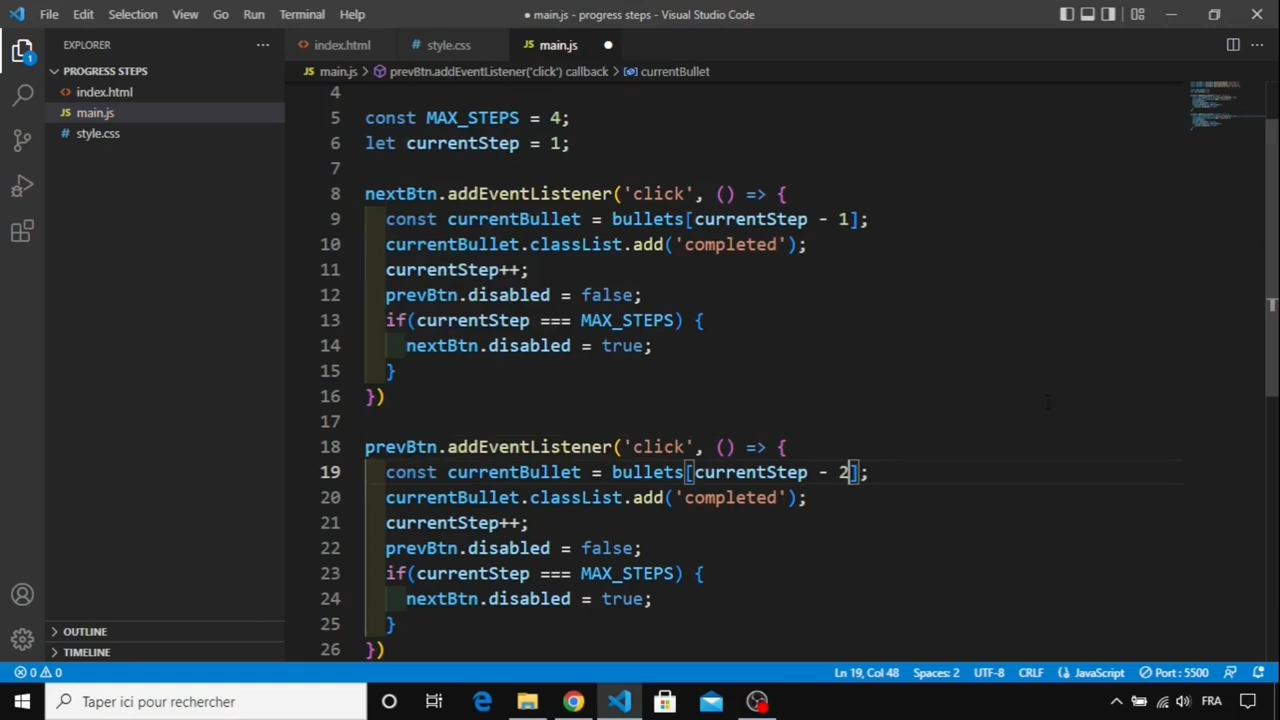 File Edit Selection View Go Run Terminal Help
● main.js - progress steps - Visual Studio Code
EXPLORER
index.html
style.css
main.js
PROGRESS STEPS
JS main.js > prevBtn.addEventListener('click') callback > currentBullet
index.html
JS main.js
# style.css
4
5 const MAX_STEPS = 4;
6 let currentStep = 1;
7
8 nextBtn.addEventListener('click', () => {
9 const currentBullet = bullets[currentStep - 1];
10 currentBullet.classList.add('completed');
11 currentStep++;
12 prevBtn.disabled = false;
13 if(currentStep === MAX_STEPS) {
14 nextBtn.disabled = true;
15 }
16 })
17
18 prevBtn.addEventListener('click', () => {
19 const currentBullet = bullets[currentStep - 2];
20 currentBullet.classList.add('completed');
21 currentStep++;
22 prevBtn.disabled = false;
23 if(currentStep === MAX_STEPS) {
24 nextBtn.disabled = true;
25 }
26 })
OUTLINE
TIMELINE
0 0
Ln 19, Col 48 Spaces: 2 UTF-8 CRLF {} JavaScript Port : 5500
Taper ici pour rechercher
FRA